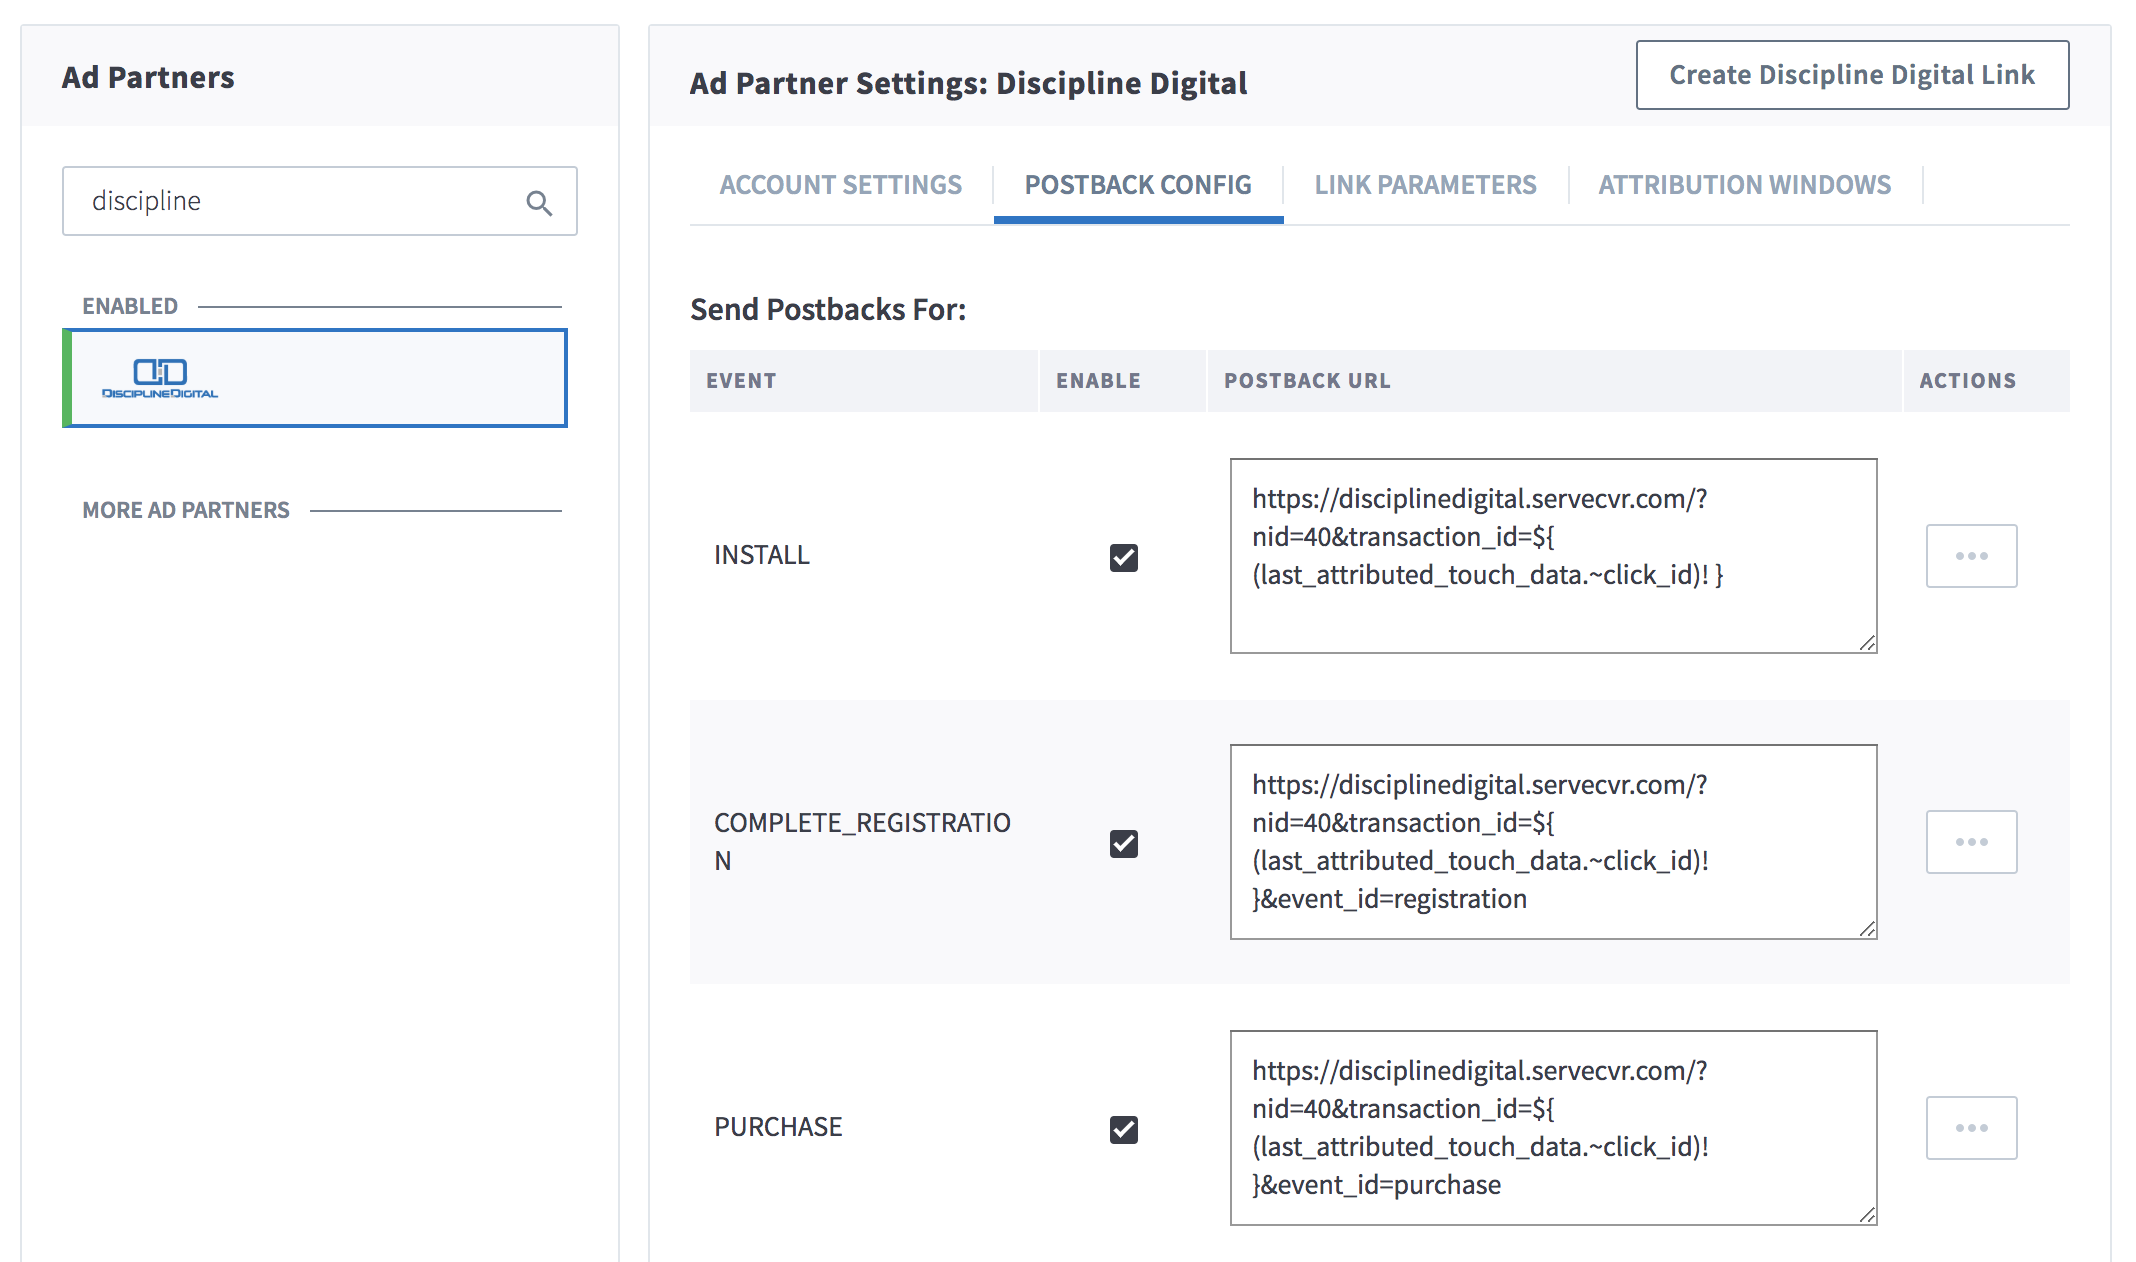 Ad Partners
discipline
ENABLED
DISCIPLINEDIGITAL
MORE AD PARTNERS
Ad Partner Settings: Discipline Digital
Create Discipline Digital Link
ACCOUNT SETTINGS
POSTBACK CONFIG
LINK PARAMETERS
ATTRIBUTION WINDOWS
Send Postbacks For:
EVENT
ENABLE
POSTBACK URL
ACTIONS
INSTALL
https://disciplinedigital.servecvr.com/?
nid=40&transaction_id=${
(last_attributed_touch_data.~click_id)! }
COMPLETE_REGISTRATIO
N
https://disciplinedigital.servecvr.com/?
nid=40&transaction_id=${
(last_attributed_touch_data.~click_id)!
}&event_id=registration
PURCHASE
https://disciplinedigital.servecvr.com/?
nid=40&transaction_id=${
(last_attributed_touch_data.~click_id)!
}&event_id=purchase